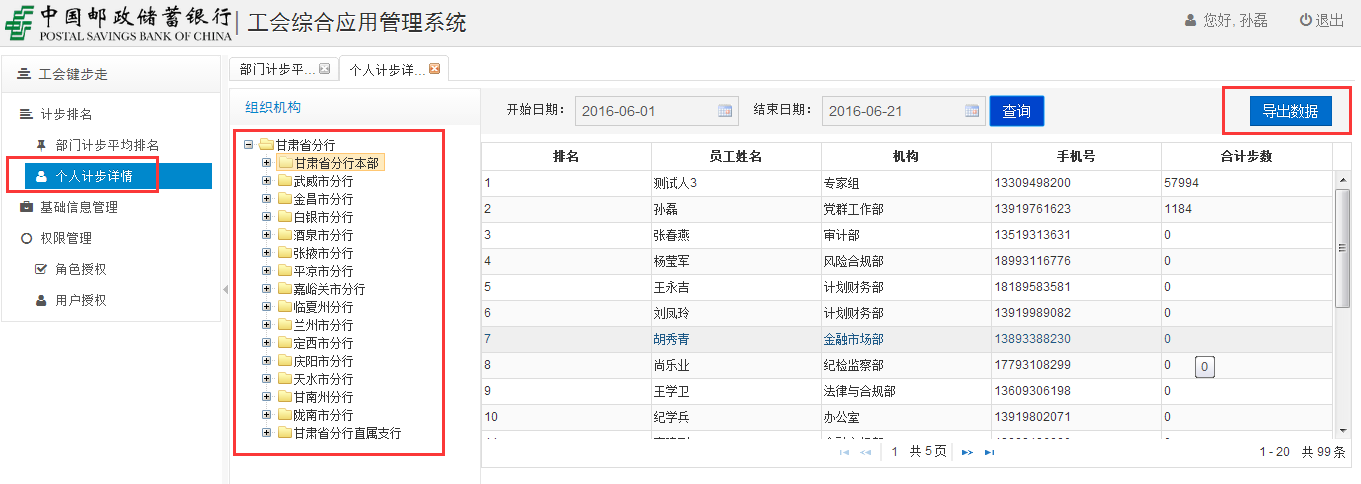 中国邮政储蓄银行
POSTAL SAVINGS BANK OF CHINA
工会综合应用管理系统
您好, 孙磊
退出
工会键步走
计步排名
部门计步平均排名
个人计步详情
基础信息管理
权限管理
角色授权
用户授权
部门计步平...
个人计步详...
组织机构
甘肃省分行
甘肃省分行本部
武威市分行
金昌市分行
白银市分行
酒泉市分行
张掖市分行
平凉市分行
嘉峪关市分行
临夏州分行
兰州市分行
定西市分行
庆阳市分行
天水市分行
甘南州分行
陇南市分行
甘肃省分行直属支行
开始日期: 2016-06-01 结束日期: 2016-06-21 查询 导出数据
排名 员工姓名 机构 手机号 合计步数
1 测试人3 专家组 13309498200 57994
2 孙磊 党群工作部 13919761623 1184
3 张春燕 审计部 13519313631 0
4 杨莹军 风险合规部 18993116776 0
5 王永吉 计划财务部 18189583581 0
6 刘凤玲 计划财务部 13919989082 0
7 胡秀青 金融市场部 13893388230 0
8 尚乐业 纪检监察部 17793108299 0
0
9 王学卫 法律与合规部 13609306198 0
10 纪学兵 办公室 13919802071 0
1 共5页
1 - 20 共 99 条